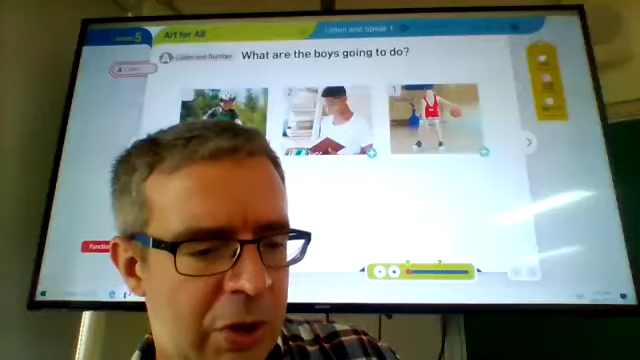 5
Art for All
Listen and Speak 1
A Listen and Number
What are the boys going to do?
2
1